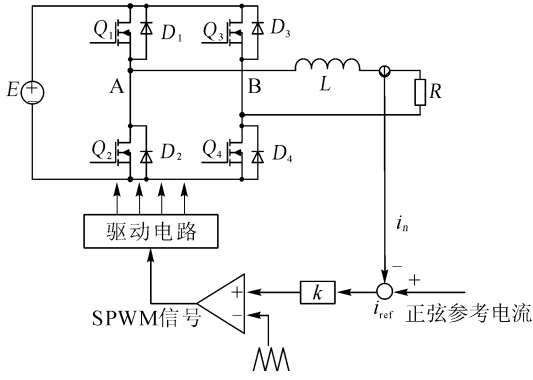 Q1 D1 Q3 D3
E A B L R
Q2 D2 Q4 D4
驱动电路
in
SPWM信号
+
−
k
−
+
iref
正弦参考电流